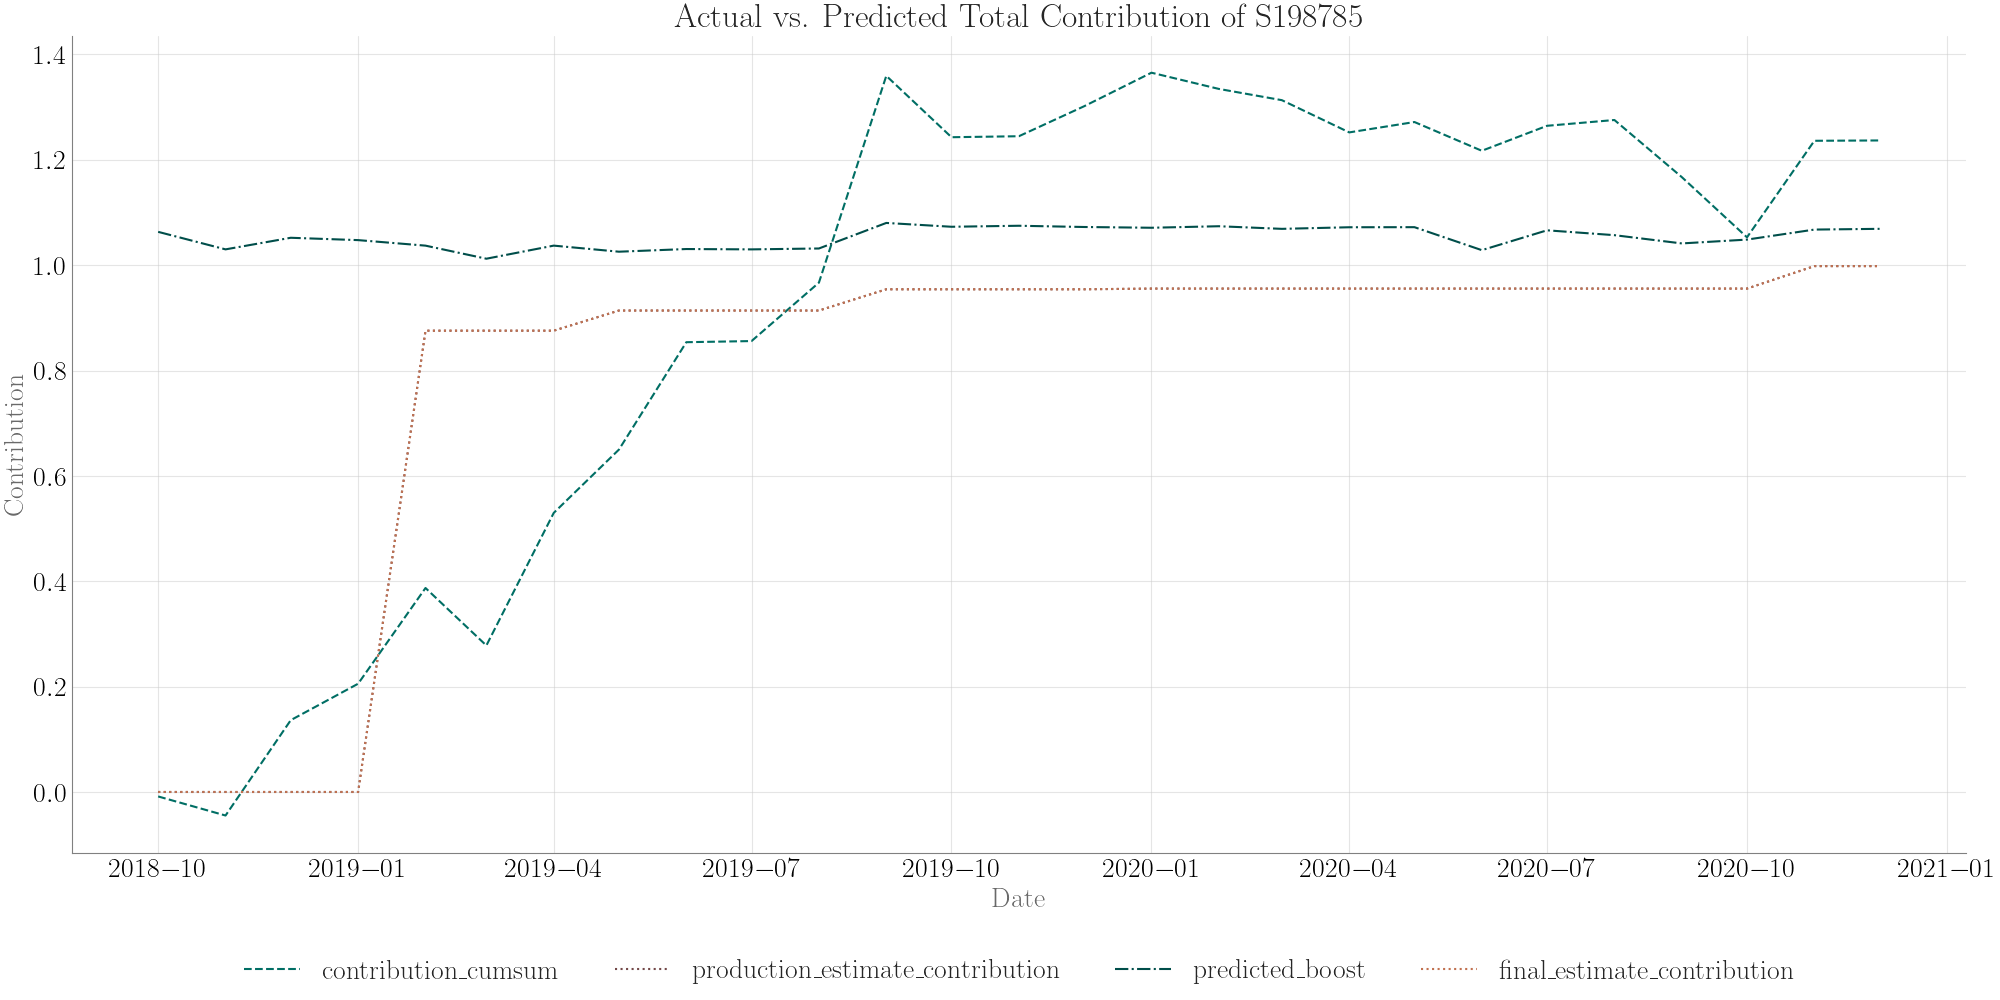 Actual vs. Predicted Total Contribution of S198785
1.4
1.2
1.0
0.8
0.6
0.4
0.2
0.0
Contribution
2018–10 2019–01 2019–04 2019–07 2019–10 2020–01 2020–04 2020–07 2020–10 2021–01
Date
contribution_cumsum production_estimate_contribution predicted_boost final_estimate_contribution